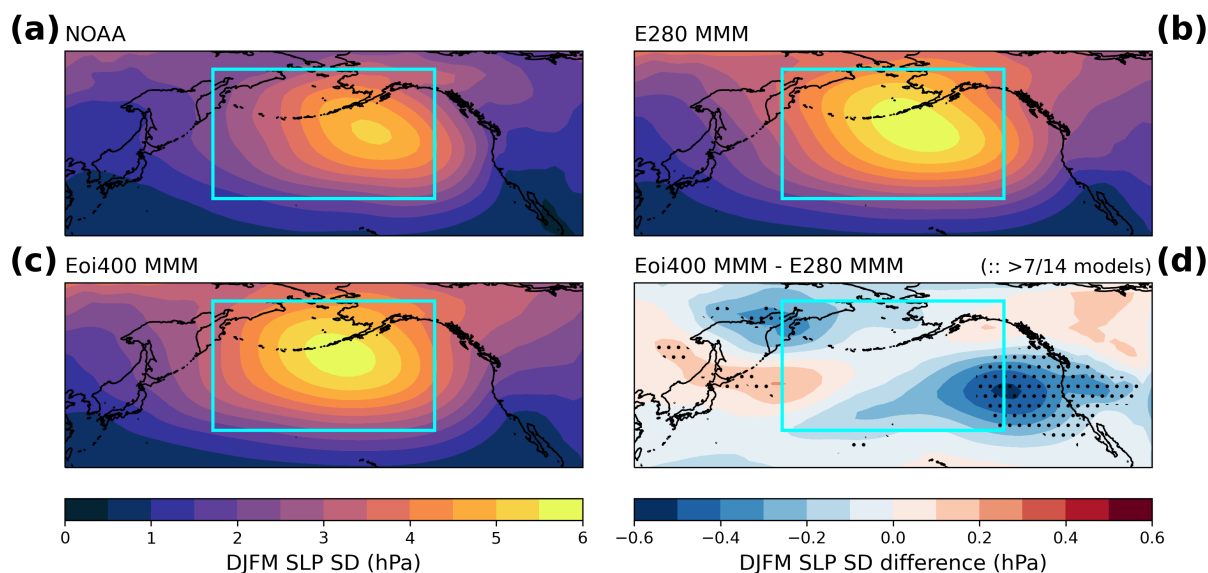 (a) NOAA
E280 MMM (b)
(c) Eoi400 MMM
Eoi400 MMM - E280 MMM (:: >7/14 models) (d)
0 1 2 3 4 5 6
DJFM SLP SD (hPa)
−0.6 −0.4 −0.2 0.0 0.2 0.4 0.6
DJFM SLP SD difference (hPa)